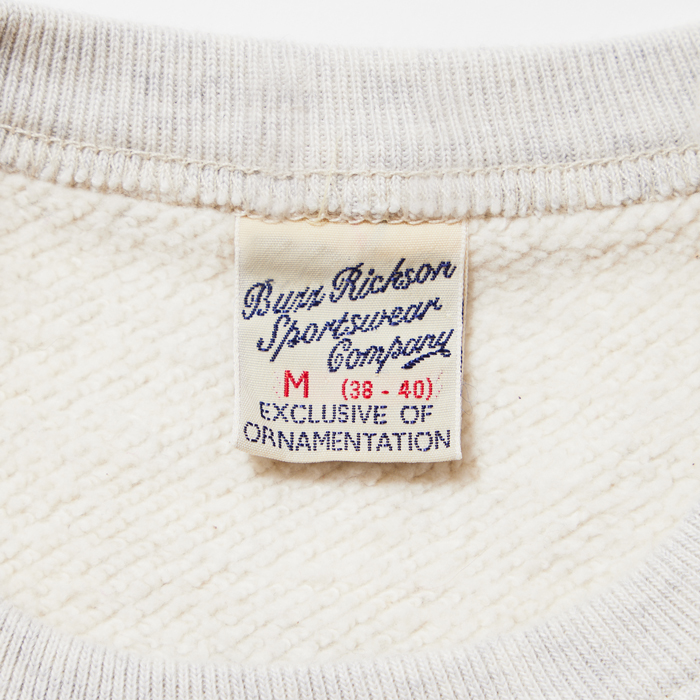 Buzz Rickson
Sportswear
Company
M (38 - 40)
EXCLUSIVE OF
ORNAMENTATION